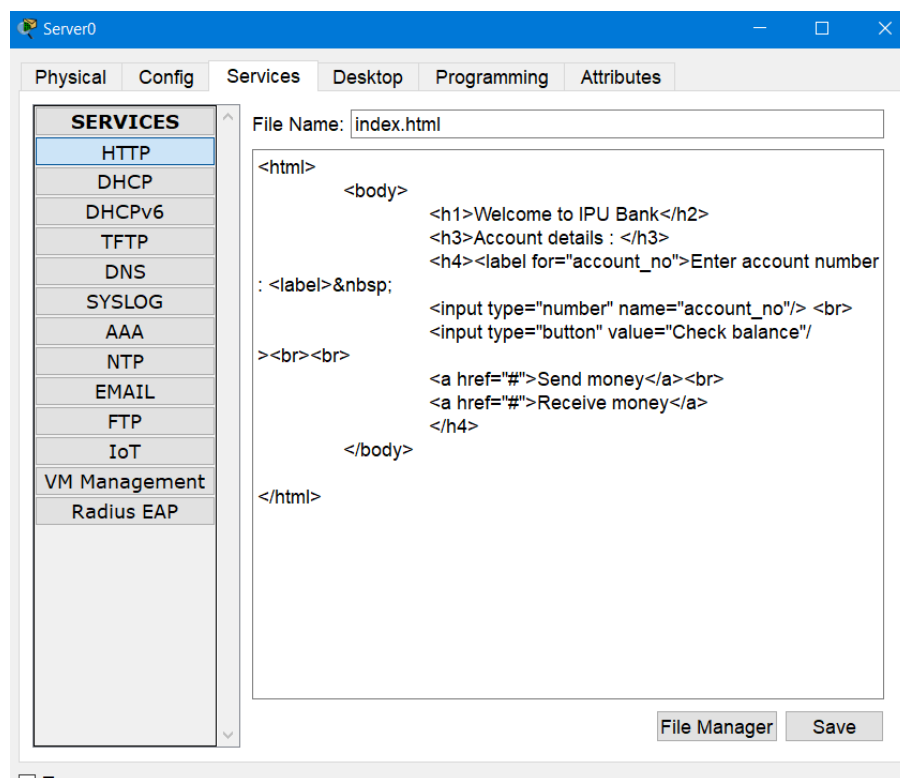 Server0
Physical Config Services Desktop Programming Attributes
SERVICES
HTTP
DHCP
DHCPv6
TFTP
DNS
SYSLOG
AAA
NTP
EMAIL
FTP
IoT
VM Management
Radius EAP
File Name: index.html
<html>
<body>
<h1>Welcome to IPU Bank</h2>
<h3>Account details : </h3>
<h4><label for="account_no">Enter account number
: <label>&nbsp;
<input type="number" name="account_no"/> <br>
<input type="button" value="Check balance"/
><br><br>
<a href="#">Send money</a><br>
<a href="#">Receive money</a>
</h4>
</body>
</html>
File Manager Save